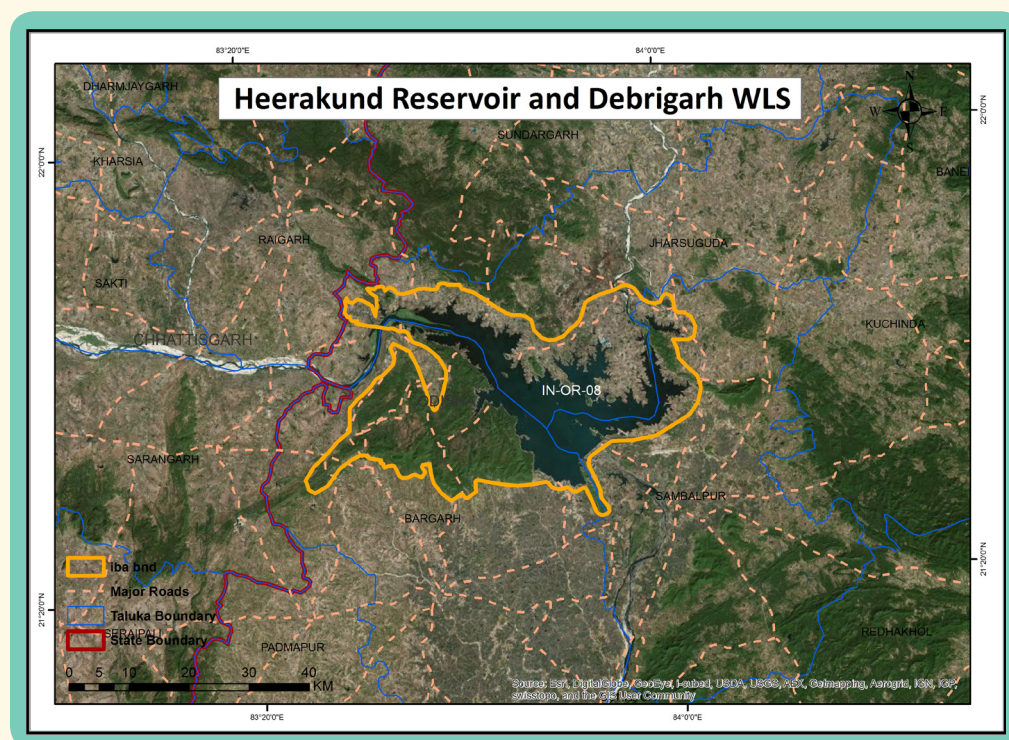 83°20'0"E
84°0'0"E
Heerakund Reservoir and Debrigarh WLS
N
W
E
S
22°0'0"N
22°0'0"N
DHARMJAYGARH
SUNDARGARH
KHARSIA
RAIGARH
JHARSUGUDA
SAKTI
KUCHINDA
CHHATTISGARH
IN-OR-08
SARANGARH
SAMBALPUR
BARGARH
21°20'0"N
21°20'0"N
Iba bnd
Major Roads
Taluka Boundary
State Boundary
SERAIPALI
PADMAPUR
REDHAKHOL
0 5 10 20 30 40
KM
Source: Esri, DigitalGlobe, GeoEye, i-cubed, USDA, USGS, AEX, Getmapping, Aerogrid, IGN, IGP,
swisstopo, and the GIS User Community
83°20'0"E
84°0'0"E